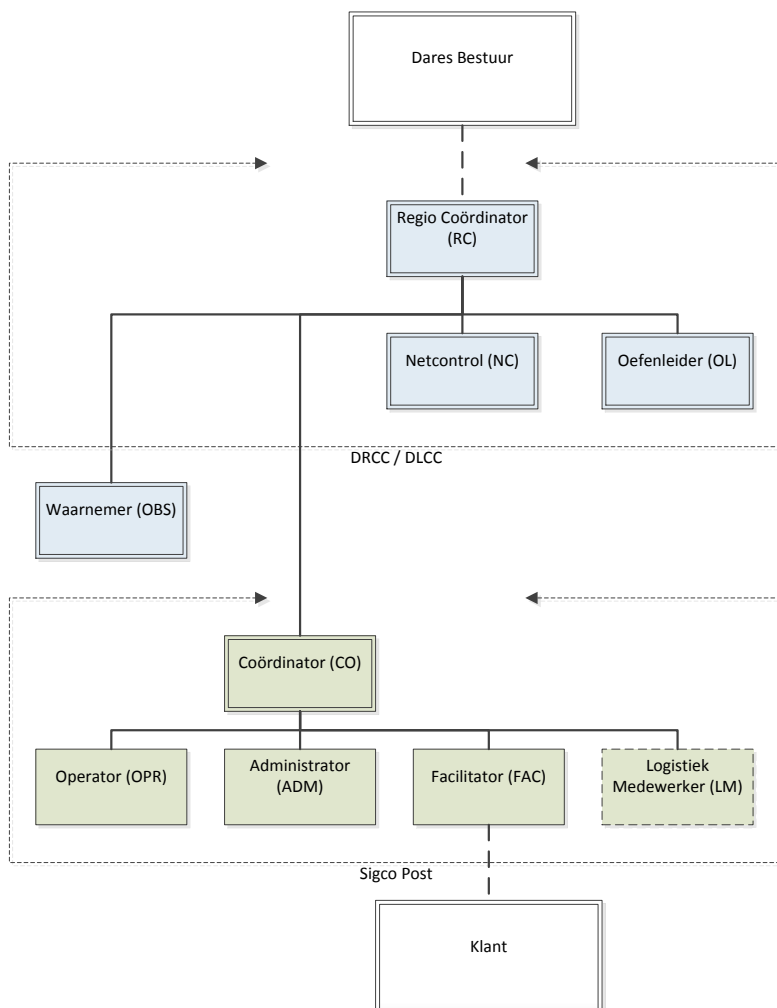 Dares Bestuur
Regio Coördinator
(RC)
Netcontrol (NC)
Oefenleider (OL)
DRCC / DLCC
Waarnemer (OBS)
Coördinator (CO)
Operator (OPR)
Administrator
(ADM)
Facilitator (FAC)
Logistiek
Medewerker (LM)
Sigco Post
Klant